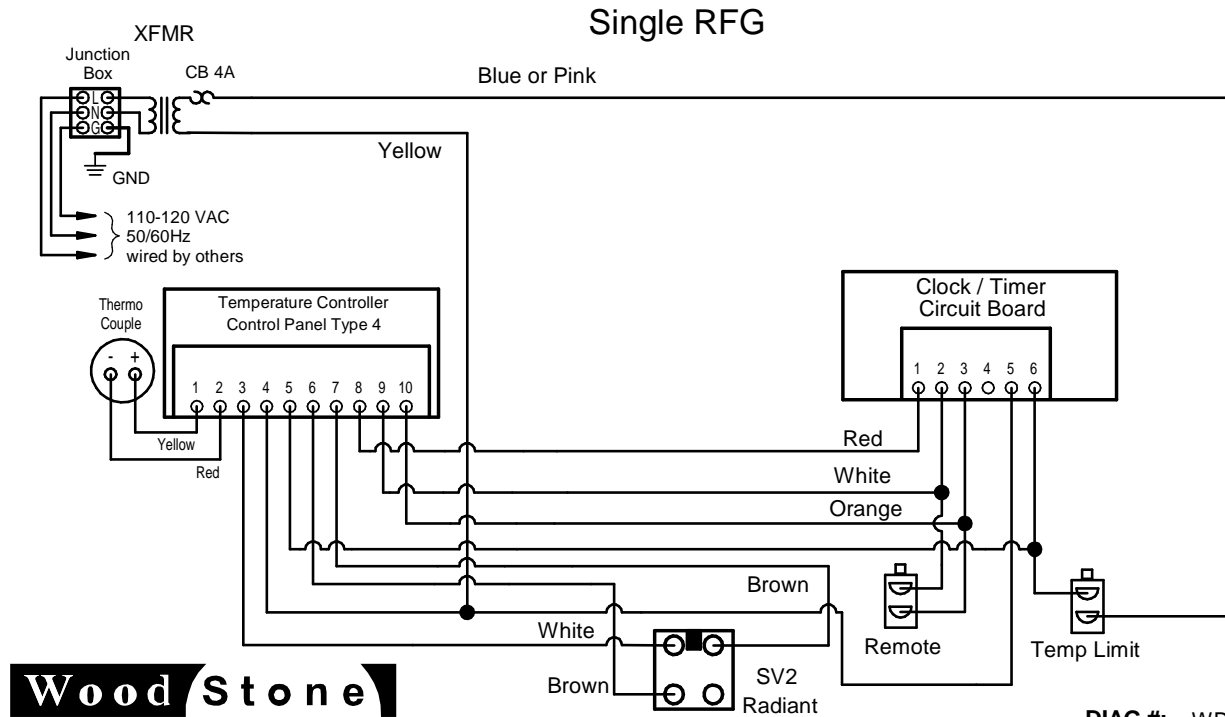 Single RFG
XFMR
Junction
Box
CB 4A
Blue or Pink
L
N
G
Yellow
GND
110-120 VAC
50/60Hz
wired by others
Thermo
Couple
- +
Temperature Controller
Control Panel Type 4
1 2 3 4 5 6 7 8 9 10
Clock / Timer
Circuit Board
1 2 3 4 5 6
Yellow
Red
Red
White
Orange
Brown
White
Brown
SV2
Radiant
Remote
Temp Limit
Wood Stone
DIAG #: